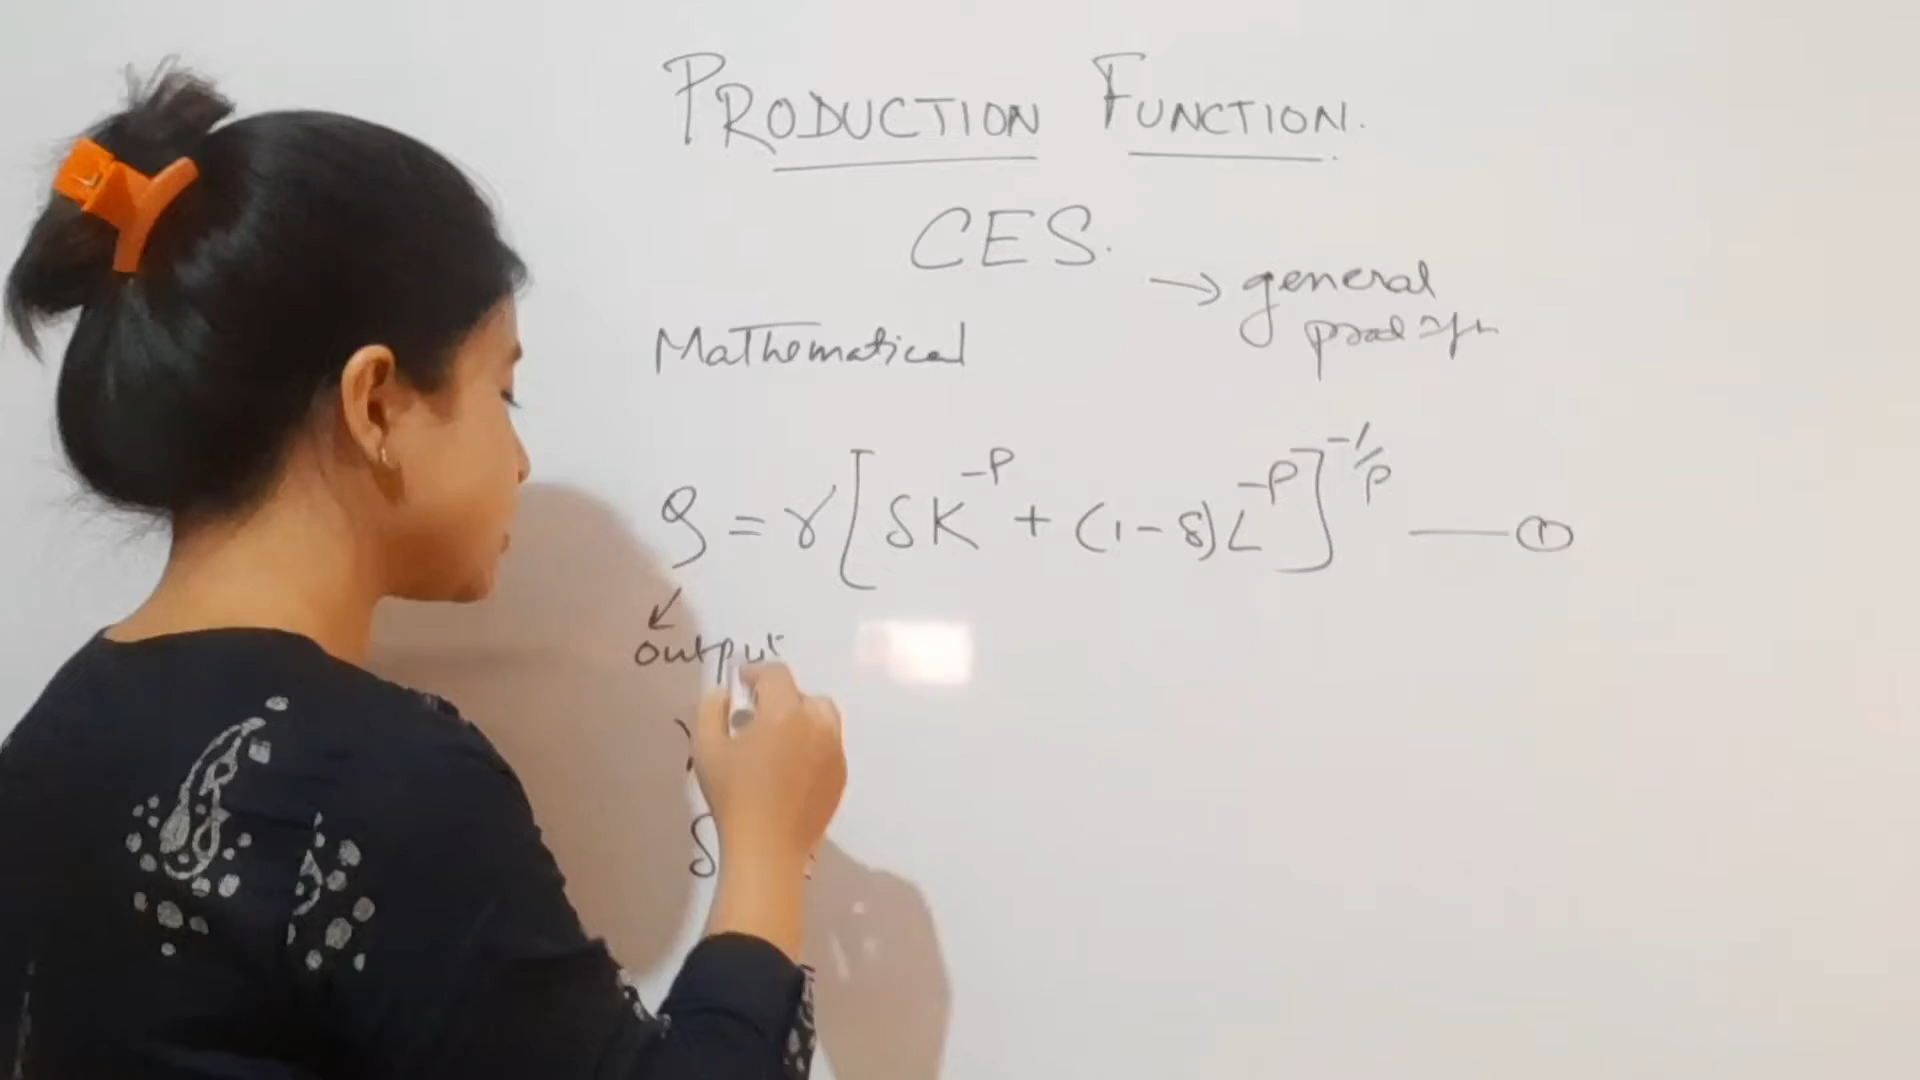 PRODUCTION FUNCTION.
CES.
→ general
prod fn
Mathematical
Q = γ[δK^-ρ + (1-δ)L^-ρ]^-1/ρ —— ①
↙
output
δ